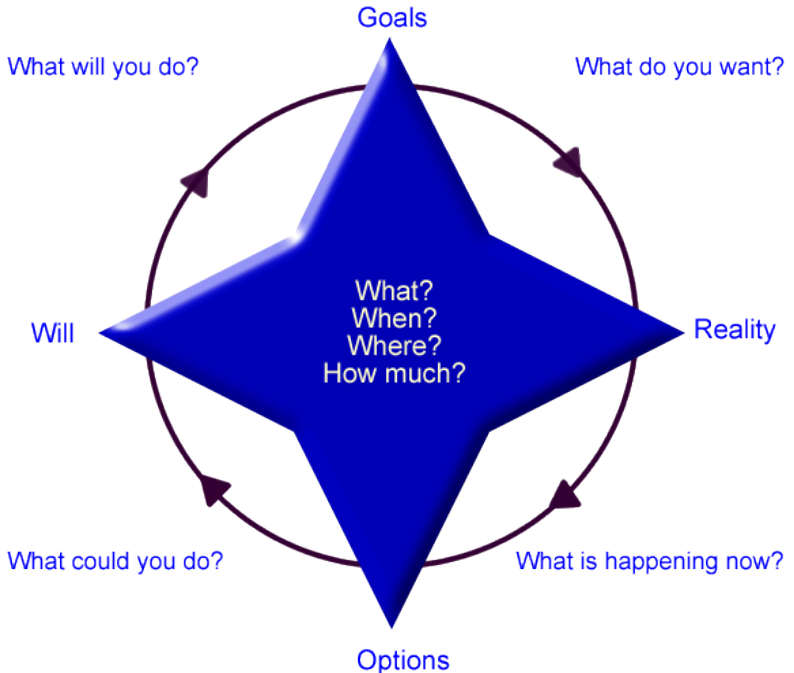 Goals
What will you do?
What do you want?
What?
When?
Where?
How much?
Will
Reality
What could you do?
What is happening now?
Options